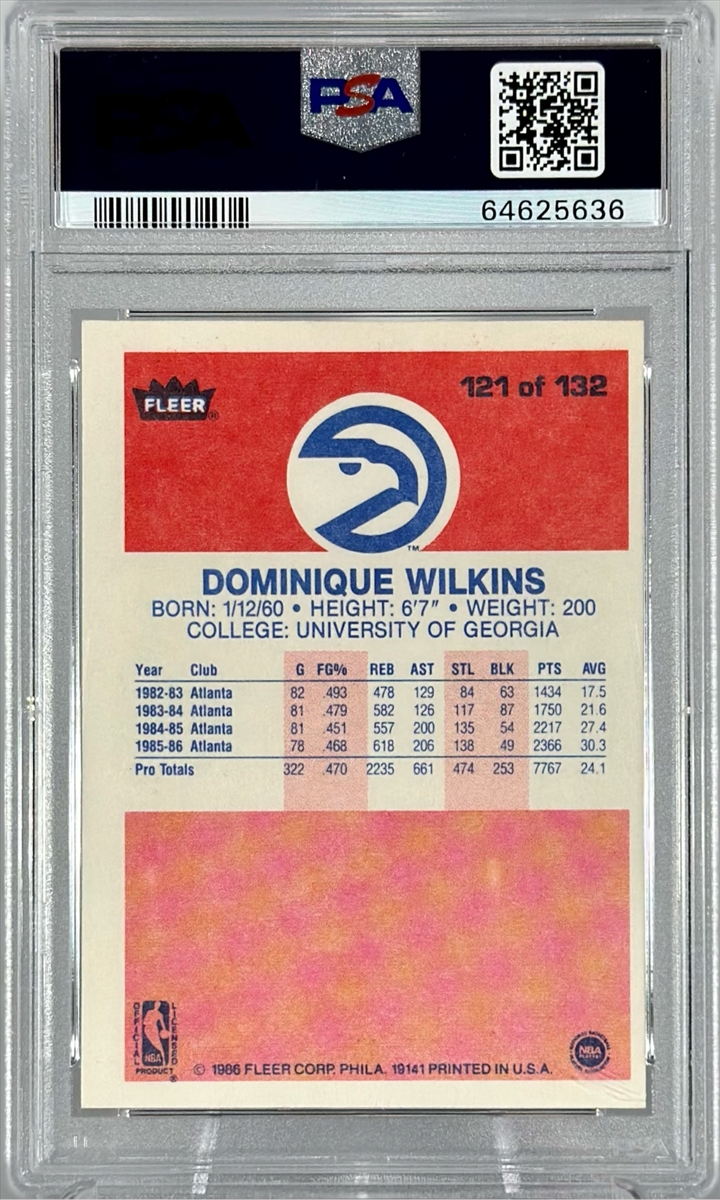 PSA
64625636
FLEER®
121 of 132
™
DOMINIQUE WILKINS
BORN: 1/12/60 • HEIGHT: 6'7" • WEIGHT: 200
COLLEGE: UNIVERSITY OF GEORGIA
Year Club G FG% REB AST STL BLK PTS AVG
1982-83 Atlanta 82 .493 478 129 84 63 1434 17.5
1983-84 Atlanta 81 .479 582 126 117 87 1750 21.6
1984-85 Atlanta 81 .451 557 200 135 54 2217 27.4
1985-86 Atlanta 78 .468 618 206 138 49 2366 30.3
Pro Totals 322 .470 2235 661 474 253 7767 24.1
OFFICIAL LICENSED
NBA
PRODUCT ®
© 1986 FLEER CORP. PHILA. 19141 PRINTED IN U.S.A.
NBA
PLAYERS